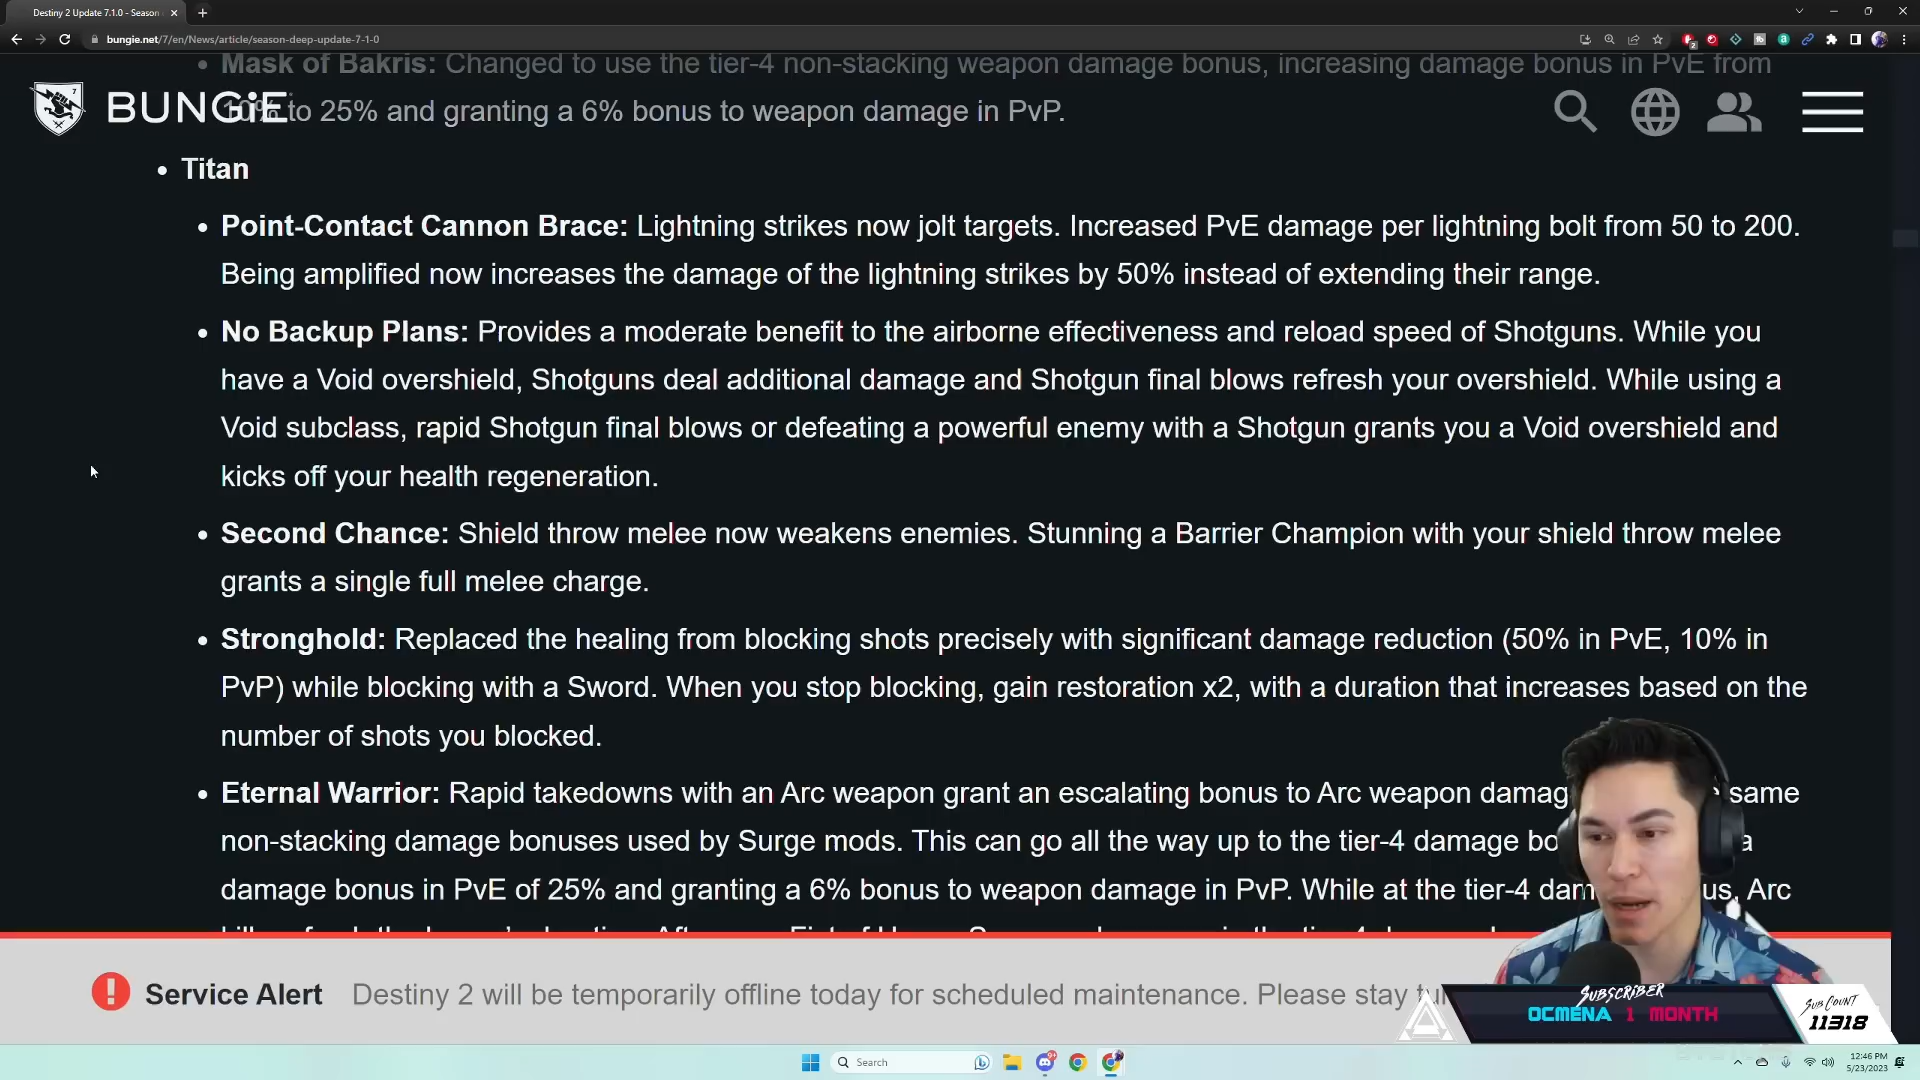 Destiny 2 Update 7.1.0 - Season
bungie.net/7/en/News/article/season-deep-update-7-1-0
• Mask of Bakris: Changed to use the tier-4 non-stacking weapon damage bonus, increasing damage bonus in PvE from
10% to 25% and granting a 6% bonus to weapon damage in PvP.
BUNGiE
• Titan
• Point-Contact Cannon Brace: Lightning strikes now jolt targets. Increased PvE damage per lightning bolt from 50 to 200.
Being amplified now increases the damage of the lightning strikes by 50% instead of extending their range.
• No Backup Plans: Provides a moderate benefit to the airborne effectiveness and reload speed of Shotguns. While you
have a Void overshield, Shotguns deal additional damage and Shotgun final blows refresh your overshield. While using a
Void subclass, rapid Shotgun final blows or defeating a powerful enemy with a Shotgun grants you a Void overshield and
kicks off your health regeneration.
• Second Chance: Shield throw melee now weakens enemies. Stunning a Barrier Champion with your shield throw melee
grants a single full melee charge.
• Stronghold: Replaced the healing from blocking shots precisely with significant damage reduction (50% in PvE, 10% in
PvP) while blocking with a Sword. When you stop blocking, gain restoration x2, with a duration that increases based on the
number of shots you blocked.
• Eternal Warrior: Rapid takedowns with an Arc weapon grant an escalating bonus to Arc weapon damag same
non-stacking damage bonuses used by Surge mods. This can go all the way up to the tier-4 damage bo a
damage bonus in PvE of 25% and granting a 6% bonus to weapon damage in PvP. While at the tier-4 dam us, Arc
Service Alert Destiny 2 will be temporarily offline today for scheduled maintenance. Please stay tu
SUBSCRIBER
OCMENA 1 MONTH
SUB COUNT
11318
Search
12:46 PM
5/23/2023